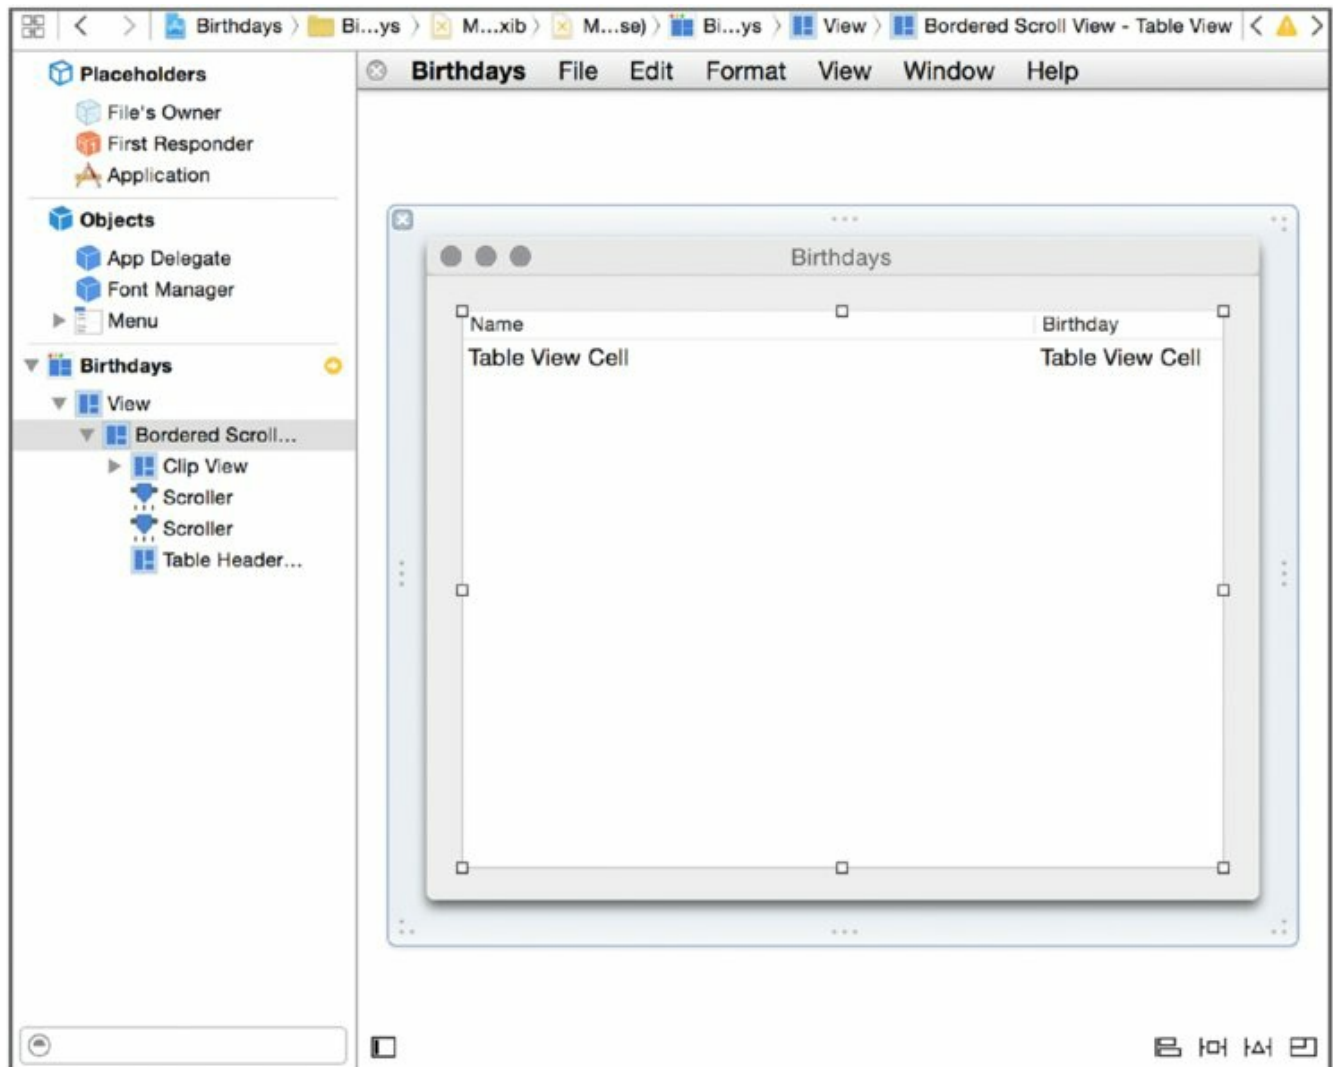 Birthdays Bi...ys M...xib M...se) Bi...ys View Bordered Scroll View - Table View
Placeholders
File's Owner
First Responder
Application
Objects
App Delegate
Font Manager
Menu
Birthdays
View
Bordered Scroll...
Clip View
Scroller
Scroller
Table Header...
Birthdays File Edit Format View Window Help
Birthdays
Name Birthday
Table View Cell Table View Cell